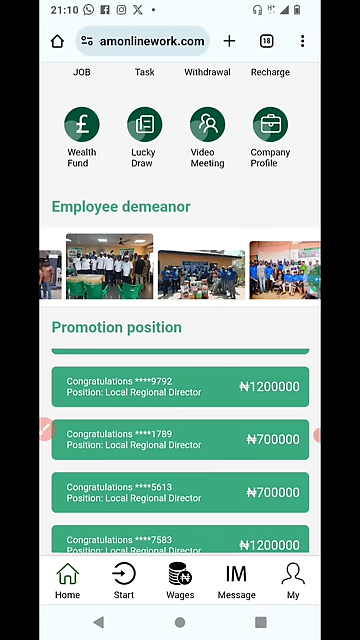 21:10
H+
amonlinework.com
18
JOB
Task
Withdrawal
Recharge
£
Wealth
Fund
Lucky
Draw
Video
Meeting
Company
Profile
Employee demeanor
Promotion position
Congratulations ****9792
Position: Local Regional Director
₦1200000
Congratulations ****1789
Position: Local Regional Director
₦700000
Congratulations ****5613
Position: Local Regional Director
₦700000
Congratulations ****7583
Position: Local Regional Director
₦1200000
₦
IM
Home
Start
Wages
Message
My